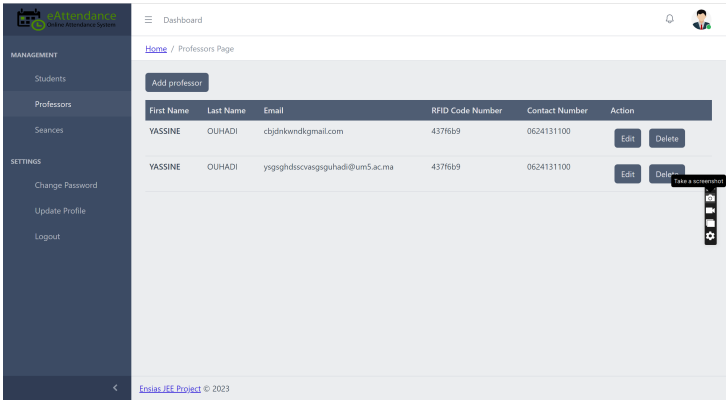 eAttendance
Online Attendance System
☰ Dashboard
Home / Professors Page
MANAGEMENT
Students
Professors
Seances
SETTINGS
Change Password
Update Profile
Logout
Add professor
First Name Last Name Email RFID Code Number Contact Number Action
YASSINE OUHADI cbjdnkwndkgmail.com 437f6b9 0624131100 Edit Delete
YASSINE OUHADI ysgsghdsscvasgsguhadi@um5.ac.ma 437f6b9 0624131100 Edit Delete
Take a screenshot
Ensias JEE Project © 2023